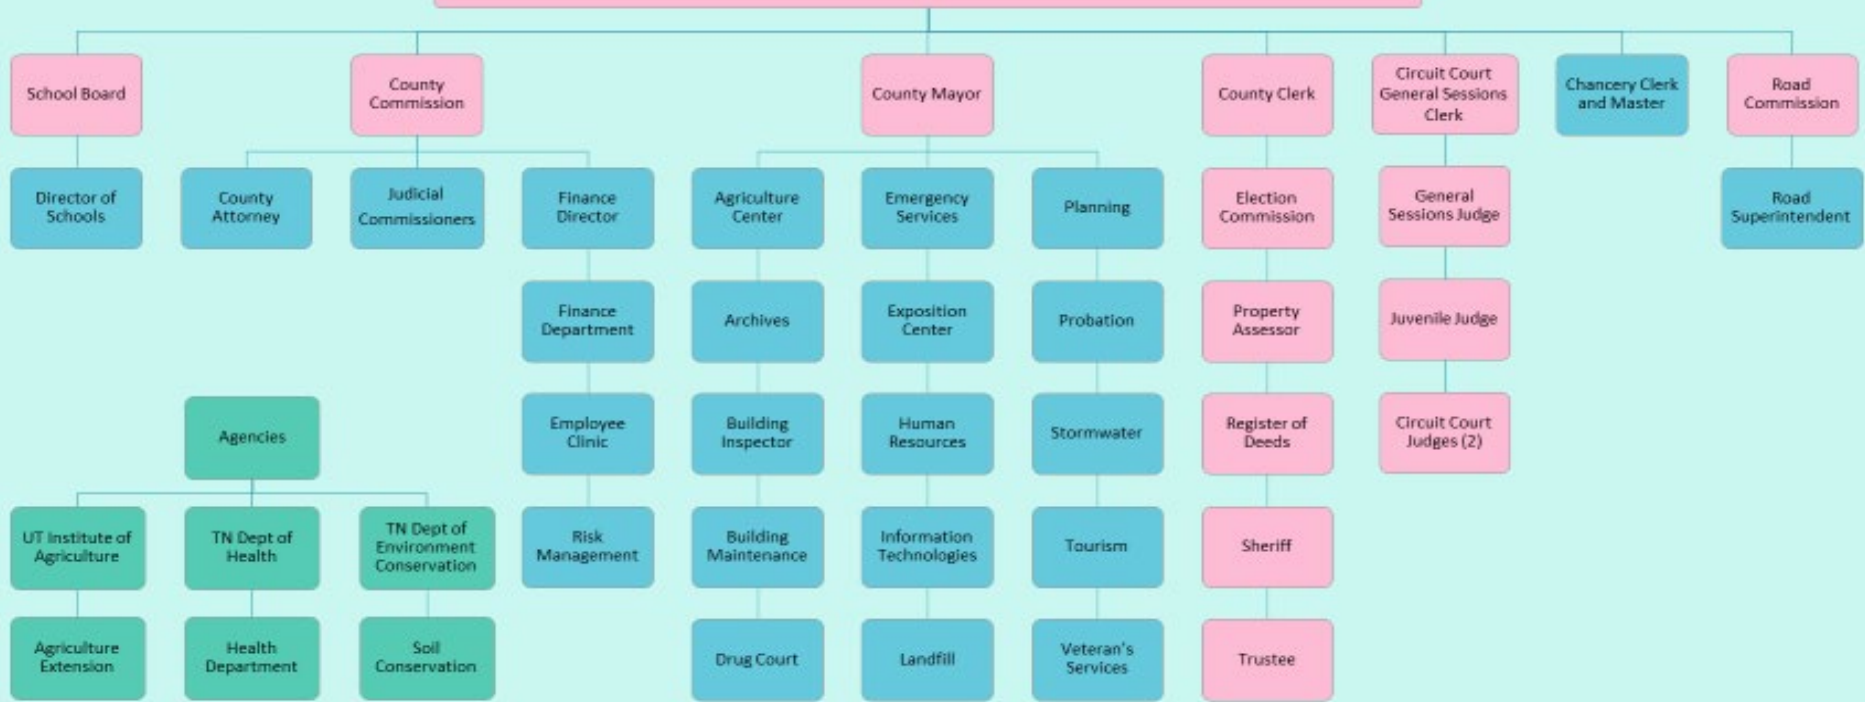 School Board
County
Commission
County Mayor
County Clerk
Circuit Court
General Sessions
Clerk
Chancery Clerk
and Master
Road
Commission
Director of
Schools
County
Attorney
Judicial
Commissioners
Finance
Director
Agriculture
Center
Emergency
Services
Planning
Election
Commission
General
Sessions Judge
Road
Superintendent
Finance
Department
Archives
Exposition
Center
Probation
Property
Assessor
Juvenile Judge
Agencies
Employee
Clinic
Building
Inspector
Human
Resources
Stormwater
Register of
Deeds
Circuit Court
Judges (2)
UT Institute of
Agriculture
TN Dept of
Health
TN Dept of
Environment
Conservation
Risk
Management
Building
Maintenance
Information
Technologies
Tourism
Sheriff
Agriculture
Extension
Health
Department
Soil
Conservation
Drug Court
Landfill
Veteran's
Services
Trustee